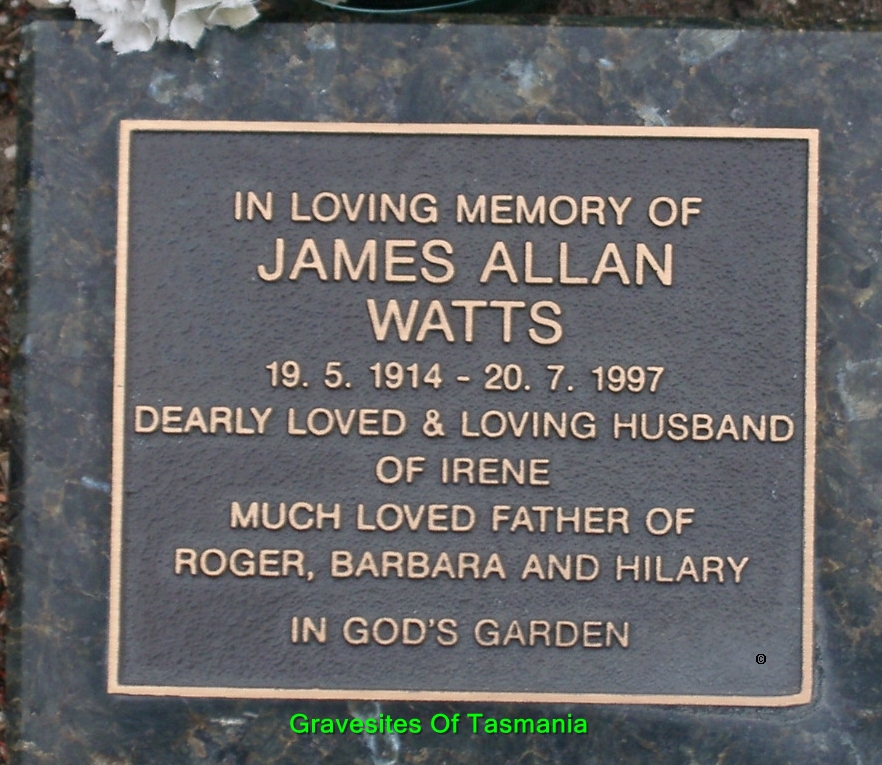 IN LOVING MEMORY OF
JAMES ALLAN
WATTS
19. 5. 1914 - 20. 7. 1997
DEARLY LOVED & LOVING HUSBAND
OF IRENE
MUCH LOVED FATHER OF
ROGER, BARBARA AND HILARY
IN GOD'S GARDEN
©
Gravesites Of Tasmania